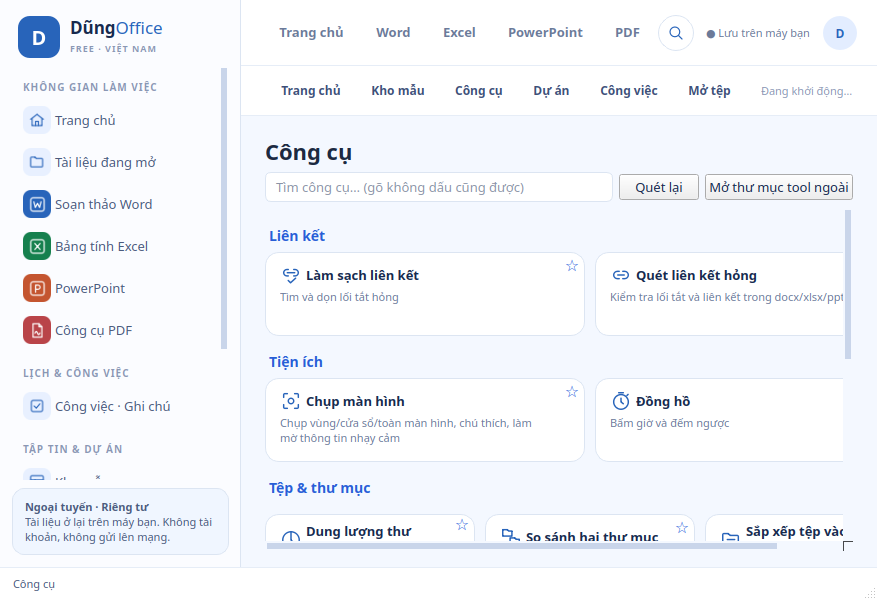 D
DũngOffice
FREE · VIỆT NAM
KHÔNG GIAN LÀM VIỆC
Trang chủ
Tài liệu đang mở
Soạn thảo Word
Bảng tính Excel
PowerPoint
Công cụ PDF
LỊCH & CÔNG VIỆC
Công việc · Ghi chú
TẬP TIN & DỰ ÁN
Ngoại tuyến · Riêng tư
Tài liệu ở lại trên máy bạn. Không tài
khoản, không gửi lên mạng.
Trang chủ Word Excel PowerPoint PDF Lưu trên máy bạn D
Trang chủ Kho mẫu Công cụ Dự án Công việc Mở tệp Đang khởi động...
Công cụ
Tìm công cụ... (gõ không dấu cũng được) Quét lại Mở thư mục tool ngoài
Liên kết
Làm sạch liên kết
Tìm và dọn lối tắt hỏng
Quét liên kết hỏng
Kiểm tra lối tắt và liên kết trong docx/xlsx/ppt
Tiện ích
Chụp màn hình
Chụp vùng/cửa sổ/toàn màn hình, chú thích, làm
mờ thông tin nhạy cảm
Đồng hồ
Bấm giờ và đếm ngược
Tệp & thư mục
Dung lượng thư
So sánh hai thư mục
Sắp xếp tệp vào
Công cụ